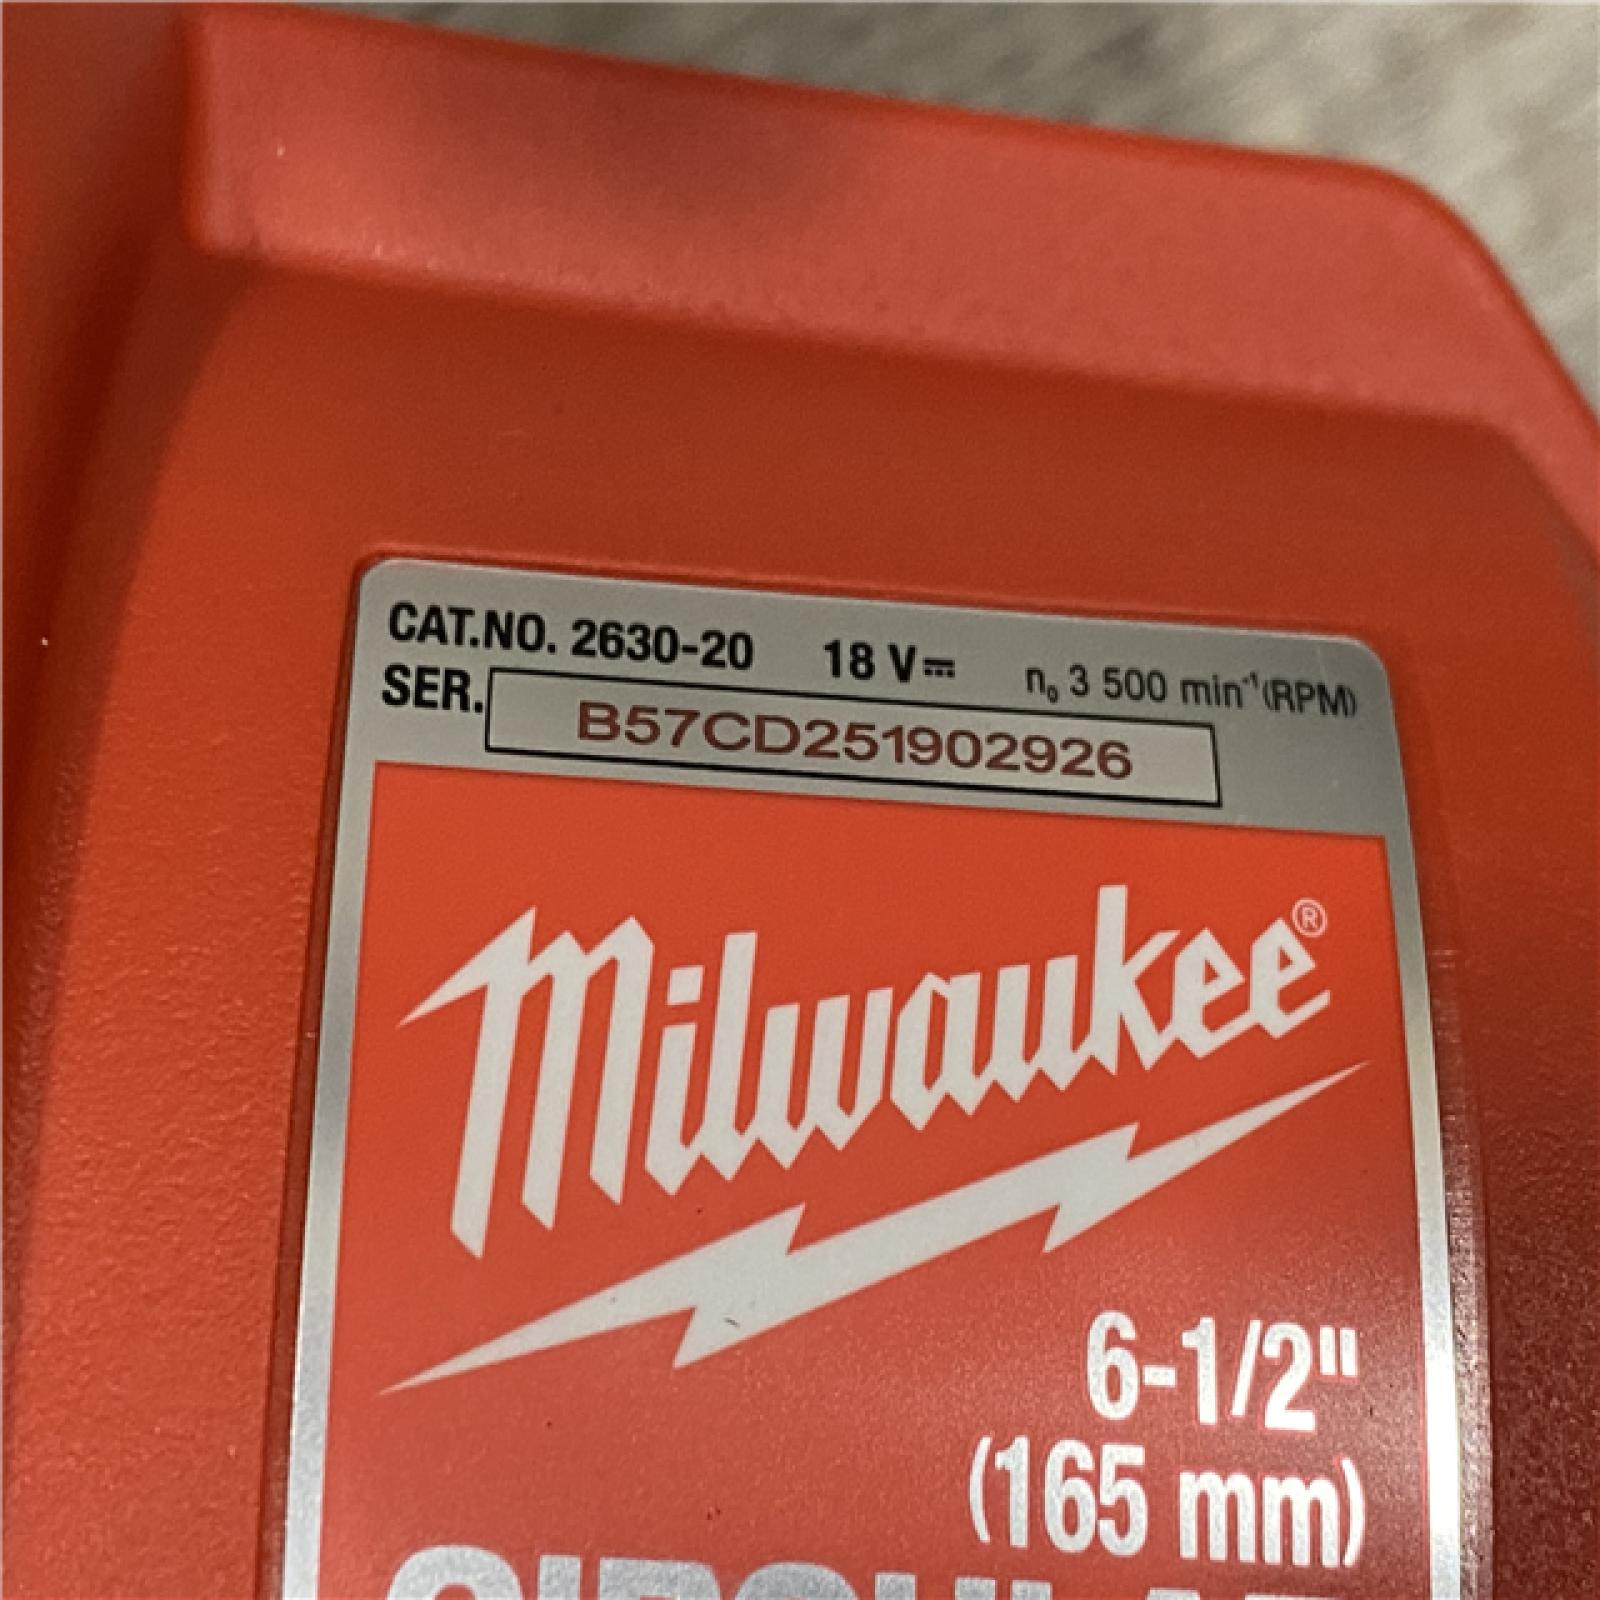 CAT.NO. 2630-20 18 V⎓ n₀ 3 500 min⁻¹(RPM)
SER. B57CD251902926
Milwaukee®
6-1/2"
(165 mm)